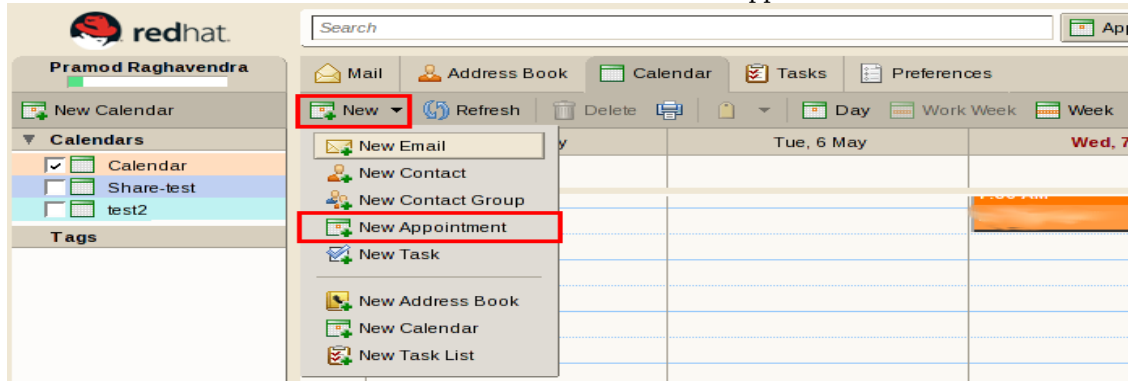 redhat.
Search
Pramod Raghavendra
Mail Address Book Calendar Tasks Preferences
New Calendar
New Refresh Delete Day Work Week Week
Calendars
Calendar
Share-test
test2
Tags
Tue, 6 May
Wed, 7
New Email
New Contact
New Contact Group
New Appointment
New Task
New Address Book
New Calendar
New Task List